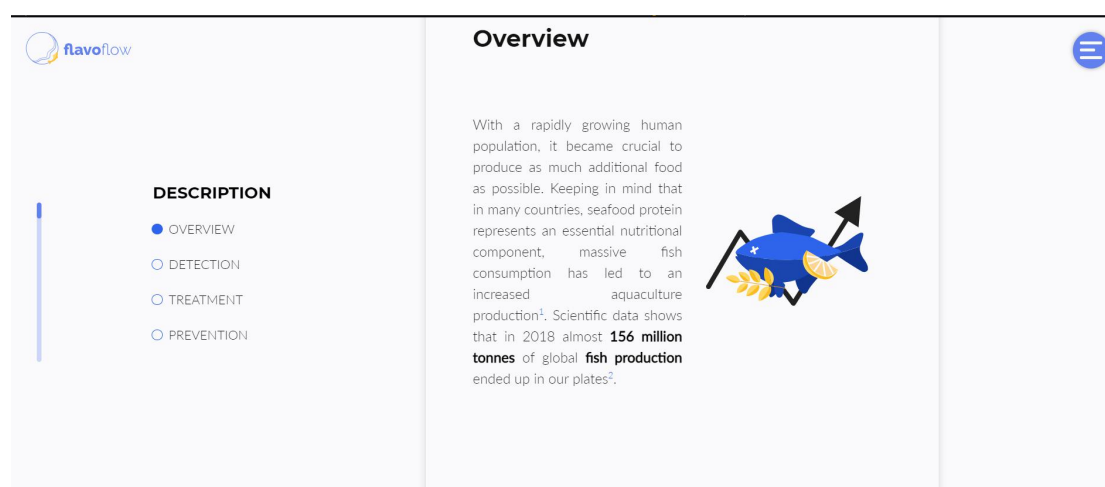 flavoflow
DESCRIPTION
OVERVIEW
DETECTION
TREATMENT
PREVENTION
Overview
With a rapidly growing human
population, it became crucial to
produce as much additional food
as possible. Keeping in mind that
in many countries, seafood protein
represents an essential nutritional
component, massive fish
consumption has led to an
increased aquaculture
production1. Scientific data shows
that in 2018 almost 156 million
tonnes of global fish production
ended up in our plates2.